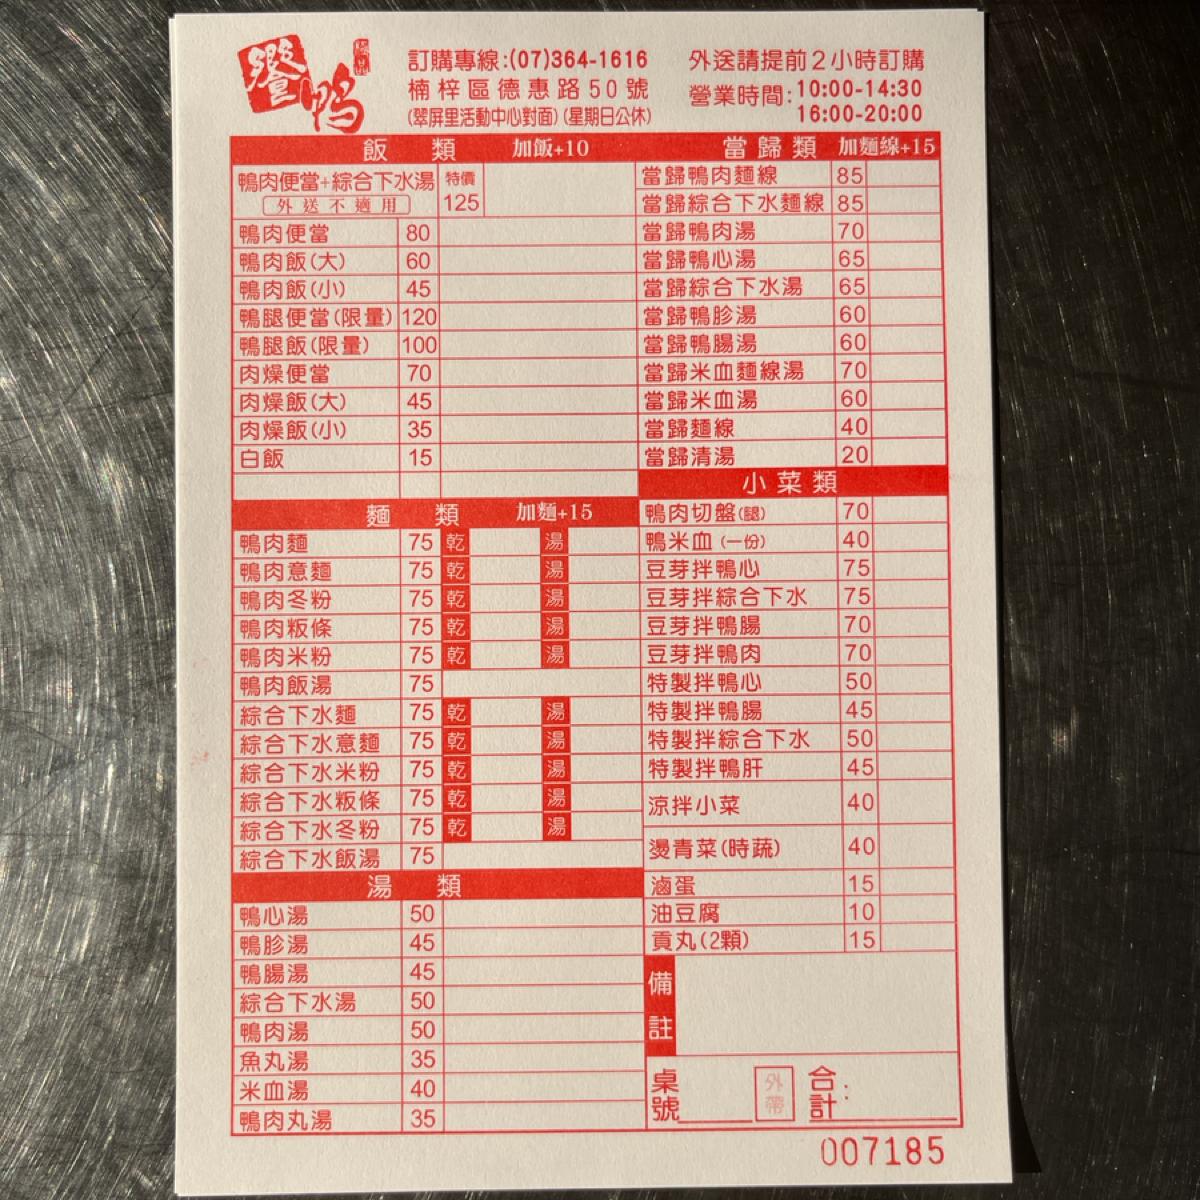 饗鴨
訂購專線:(07)364-1616
楠梓區德惠路50號
(翠屏里活動中心對面)(星期日公休)
外送請提前2小時訂購
營業時間:10:00-14:30
16:00-20:00
飯 類 加飯+10
鴨肉便當+綜合下水湯 特價 125
外送不適用
鴨肉便當 80
鴨肉飯(大) 60
鴨肉飯(小) 45
鴨腿便當(限量) 120
鴨腿飯(限量) 100
肉燥便當 70
肉燥飯(大) 45
肉燥飯(小) 35
白飯 15
麵 類 加麵+15
鴨肉麵 75 乾 湯
鴨肉意麵 75 乾 湯
鴨肉冬粉 75 乾 湯
鴨肉粄條 75 乾 湯
鴨肉米粉 75 乾 湯
鴨肉飯湯 75
綜合下水麵 75 乾 湯
綜合下水意麵 75 乾 湯
綜合下水米粉 75 乾 湯
綜合下水粄條 75 乾 湯
綜合下水冬粉 75 乾 湯
綜合下水飯湯 75
湯 類
鴨心湯 50
鴨胗湯 45
鴨腸湯 45
綜合下水湯 50
鴨肉湯 50
魚丸湯 35
米血湯 40
鴨肉丸湯 35
當歸類 加麵線+15
當歸鴨肉麵線 85
當歸綜合下水麵線 85
當歸鴨肉湯 70
當歸鴨心湯 65
當歸綜合下水湯 65
當歸鴨胗湯 60
當歸鴨腸湯 60
當歸米血麵線湯 70
當歸米血湯 60
當歸麵線 40
當歸清湯 20
小菜類
鴨肉切盤(腿) 70
鴨米血(一份) 40
豆芽拌鴨心 75
豆芽拌綜合下水 75
豆芽拌鴨腸 70
豆芽拌鴨肉 70
特製拌鴨心 50
特製拌鴨腸 45
特製拌綜合下水 50
特製拌鴨肝 45
涼拌小菜 40
燙青菜(時蔬) 40
滷蛋 15
油豆腐 10
貢丸(2顆) 15
備註
桌號 外帶 合計:
007185